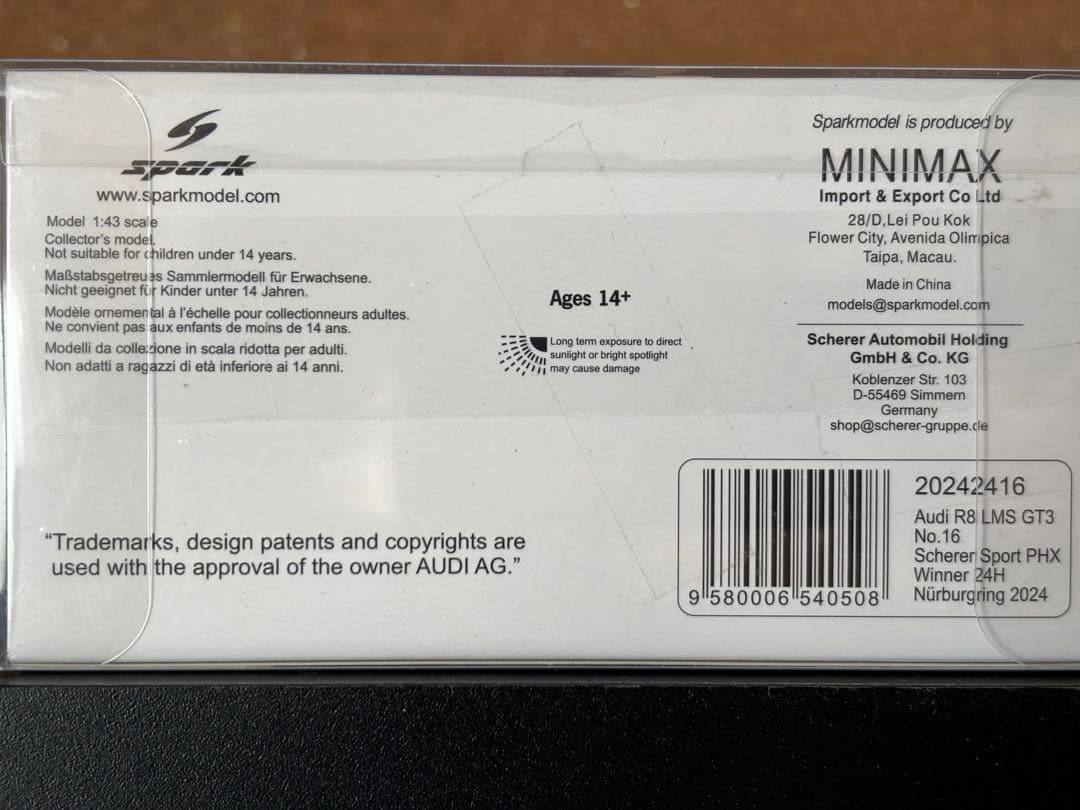 spark
www.sparkmodel.com
Model 1:43 scale
Collector's model.
Not suitable for children under 14 years.
Maßstabsgetreues Sammlermodell für Erwachsene.
Nicht geeignet für Kinder unter 14 Jahren.
Modèle ornemental à l'échelle pour collectionneurs adultes.
Ne convient pas aux enfants de moins de 14 ans.
Modelli da collezione in scala ridotta per adulti.
Non adatti a ragazzi di età inferiore ai 14 anni.
Ages 14+
Long term exposure to direct
sunlight or bright spotlight
may cause damage
Sparkmodel is produced by
MINIMAX
Import & Export Co Ltd
28/D,Lei Pou Kok
Flower City, Avenida Olimpica
Taipa, Macau.
Made in China
models@sparkmodel.com
Scherer Automobil Holding
GmbH & Co. KG
Koblenzer Str. 103
D-55469 Simmern
Germany
shop@scherer-gruppe.de
“Trademarks, design patents and copyrights are
used with the approval of the owner AUDI AG.”
9 580006 540508
20242416
Audi R8 LMS GT3
No.16
Scherer Sport PHX
Winner 24H
Nürburgring 2024